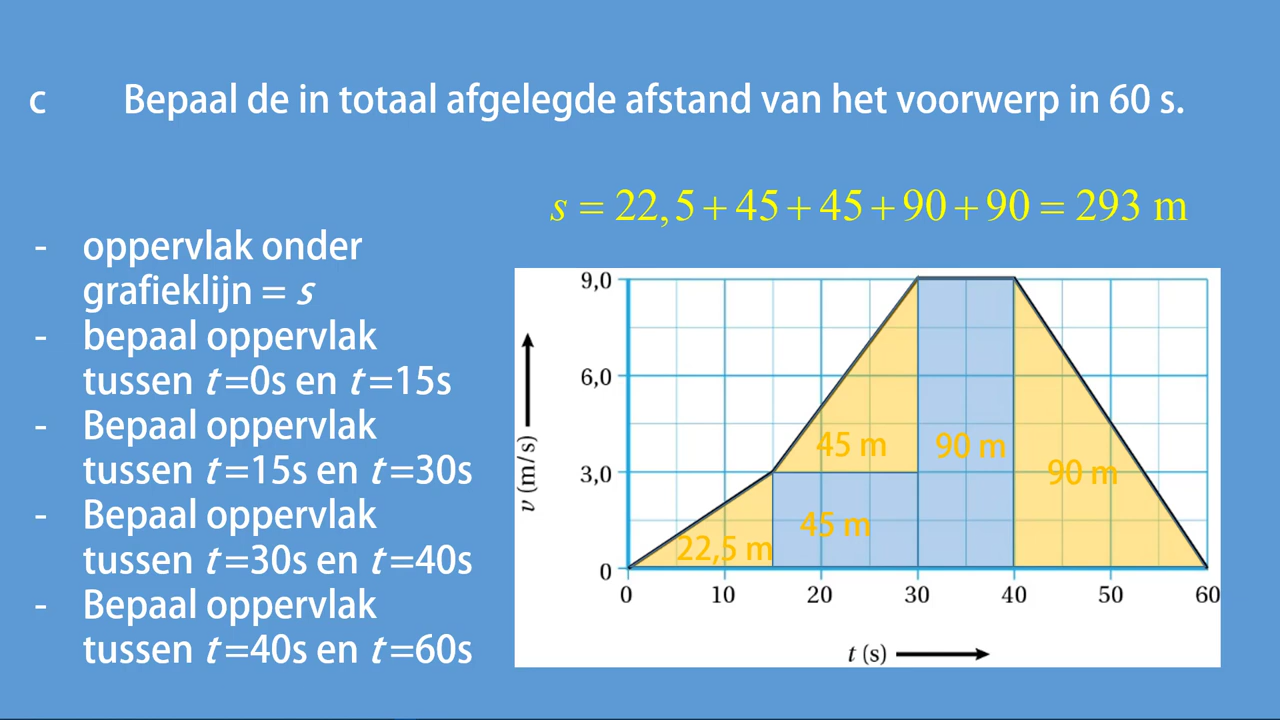 c Bepaal de in totaal afgelegde afstand van het voorwerp in 60 s.
s = 22,5 + 45 + 45 + 90 + 90 = 293 m
- oppervlak onder
grafieklijn = s
- bepaal oppervlak
tussen t=0s en t=15s
- Bepaal oppervlak
tussen t=15s en t=30s
- Bepaal oppervlak
tussen t=30s en t=40s
- Bepaal oppervlak
tussen t=40s en t=60s
9,0
6,0
3,0
0
v (m/s)
45 m
90 m
90 m
45 m
22,5 m
0 10 20 30 40 50 60
t (s)